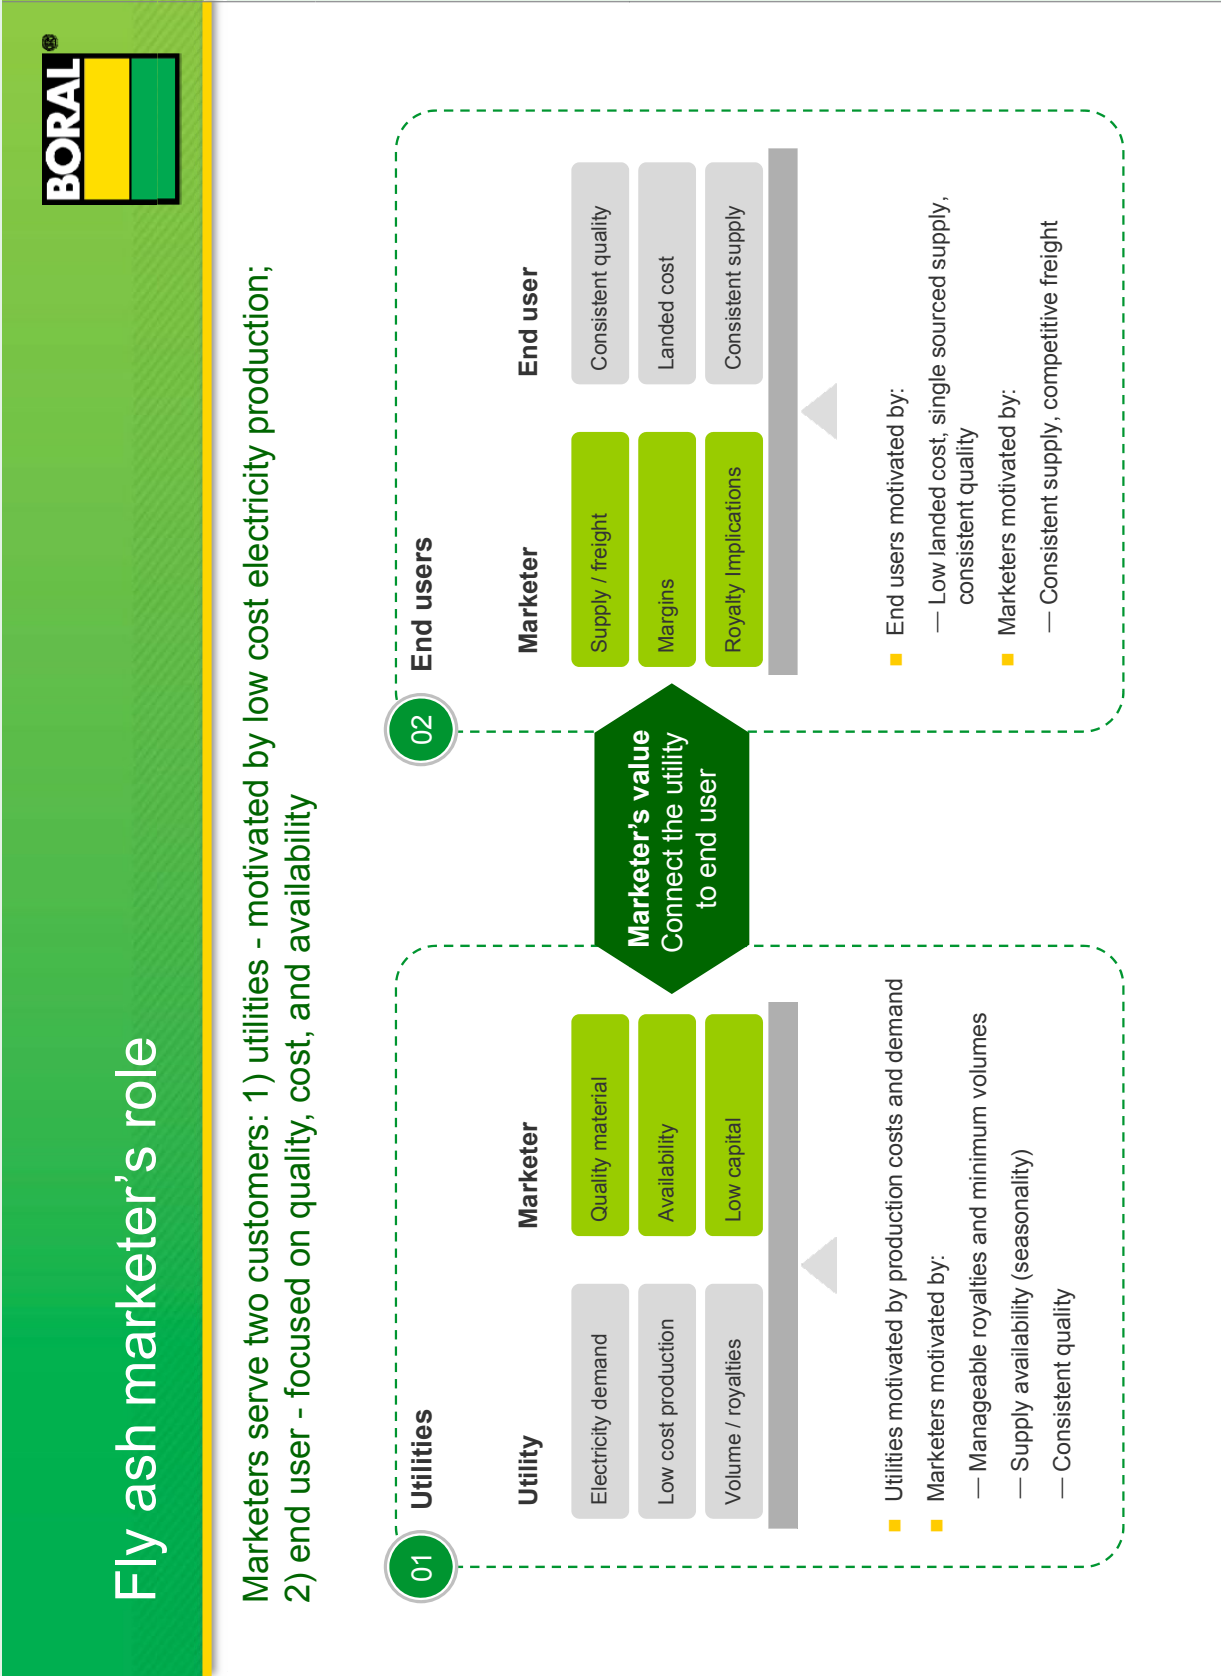 Fly ash marketer’s role
BORAL®
Marketers serve two customers: 1) utilities - motivated by low cost electricity production;
2) end user - focused on quality, cost, and availability
01
Utilities
Utility
Marketer
Electricity demand
Quality material
Low cost production
Availability
Volume / royalties
Low capital
■ Utilities motivated by production costs and demand
■ Marketers motivated by:
— Manageable royalties and minimum volumes
— Supply availability (seasonality)
— Consistent quality
Marketer’s value
Connect the utility
to end user
02
End users
Marketer
End user
Supply / freight
Consistent quality
Margins
Landed cost
Royalty Implications
Consistent supply
■ End users motivated by:
— Low landed cost, single sourced supply,
consistent quality
■ Marketers motivated by:
— Consistent supply, competitive freight